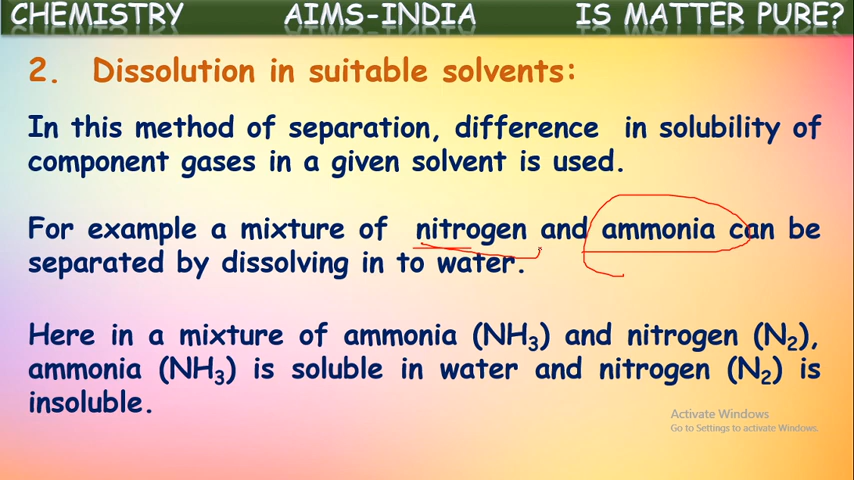 CHEMISTRY AIMS-INDIA IS MATTER PURE?
2. Dissolution in suitable solvents:
In this method of separation, difference in solubility of
component gases in a given solvent is used.
For example a mixture of nitrogen and ammonia can be
separated by dissolving in to water.
Here in a mixture of ammonia (NH₃) and nitrogen (N₂),
ammonia (NH₃) is soluble in water and nitrogen (N₂) is
insoluble.
Activate Windows
Go to Settings to activate Windows.